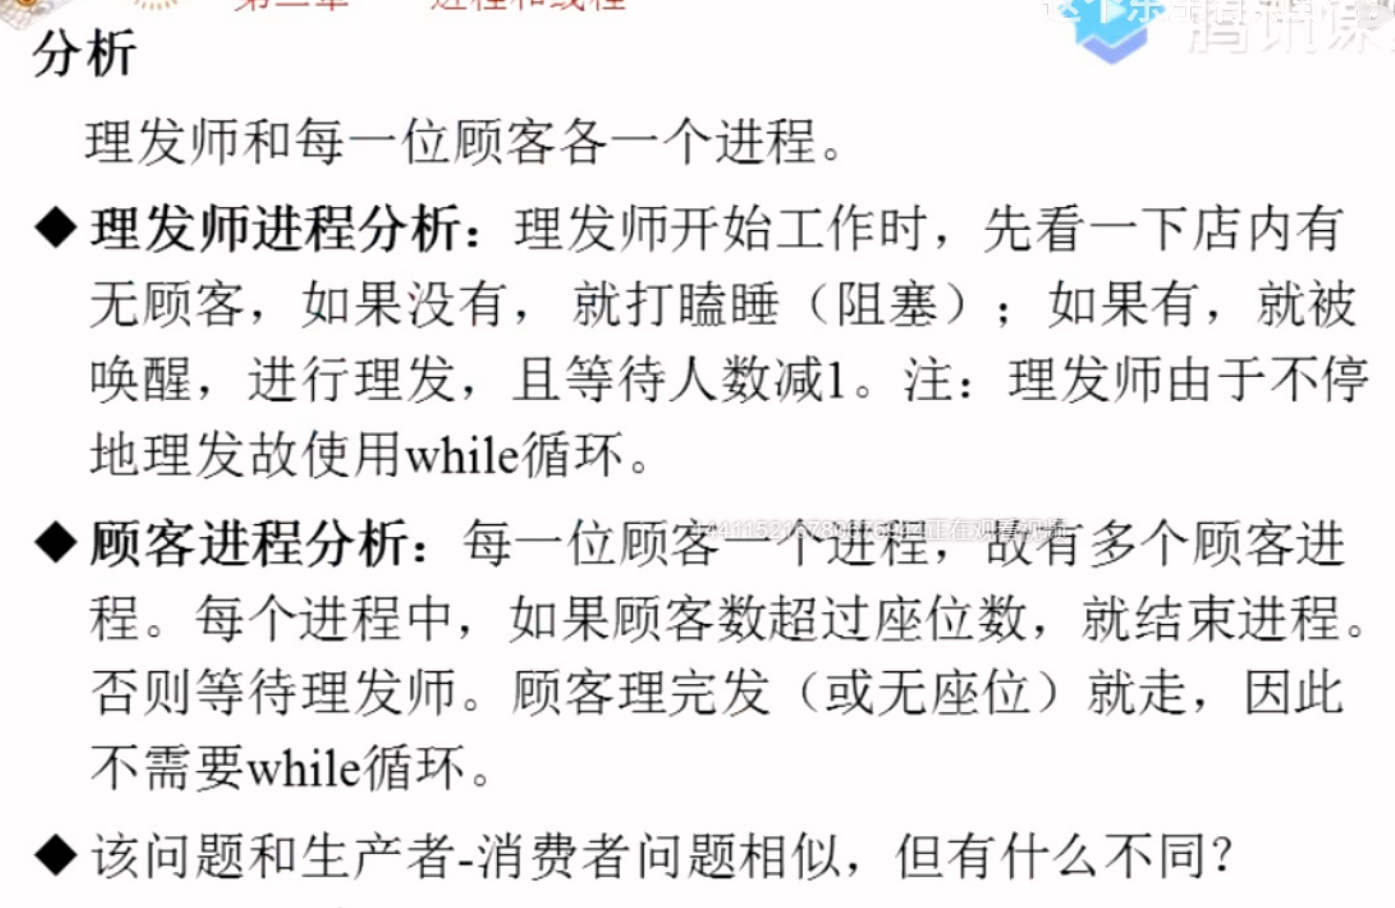 第二章 进程和线程
腾讯课
分析
理发师和每一位顾客各一个进程。
◆理发师进程分析：理发师开始工作时，先看一下店内有
无顾客，如果没有，就打瞌睡（阻塞）；如果有，就被
唤醒，进行理发，且等待人数减1。注：理发师由于不停
地理发故使用while循环。
正在观看视频
◆顾客进程分析：每一位顾客一个进程，故有多个顾客进
程。每个进程中，如果顾客数超过座位数，就结束进程。
否则等待理发师。顾客理完发（或无座位）就走，因此
不需要while循环。
◆该问题和生产者-消费者问题相似，但有什么不同？